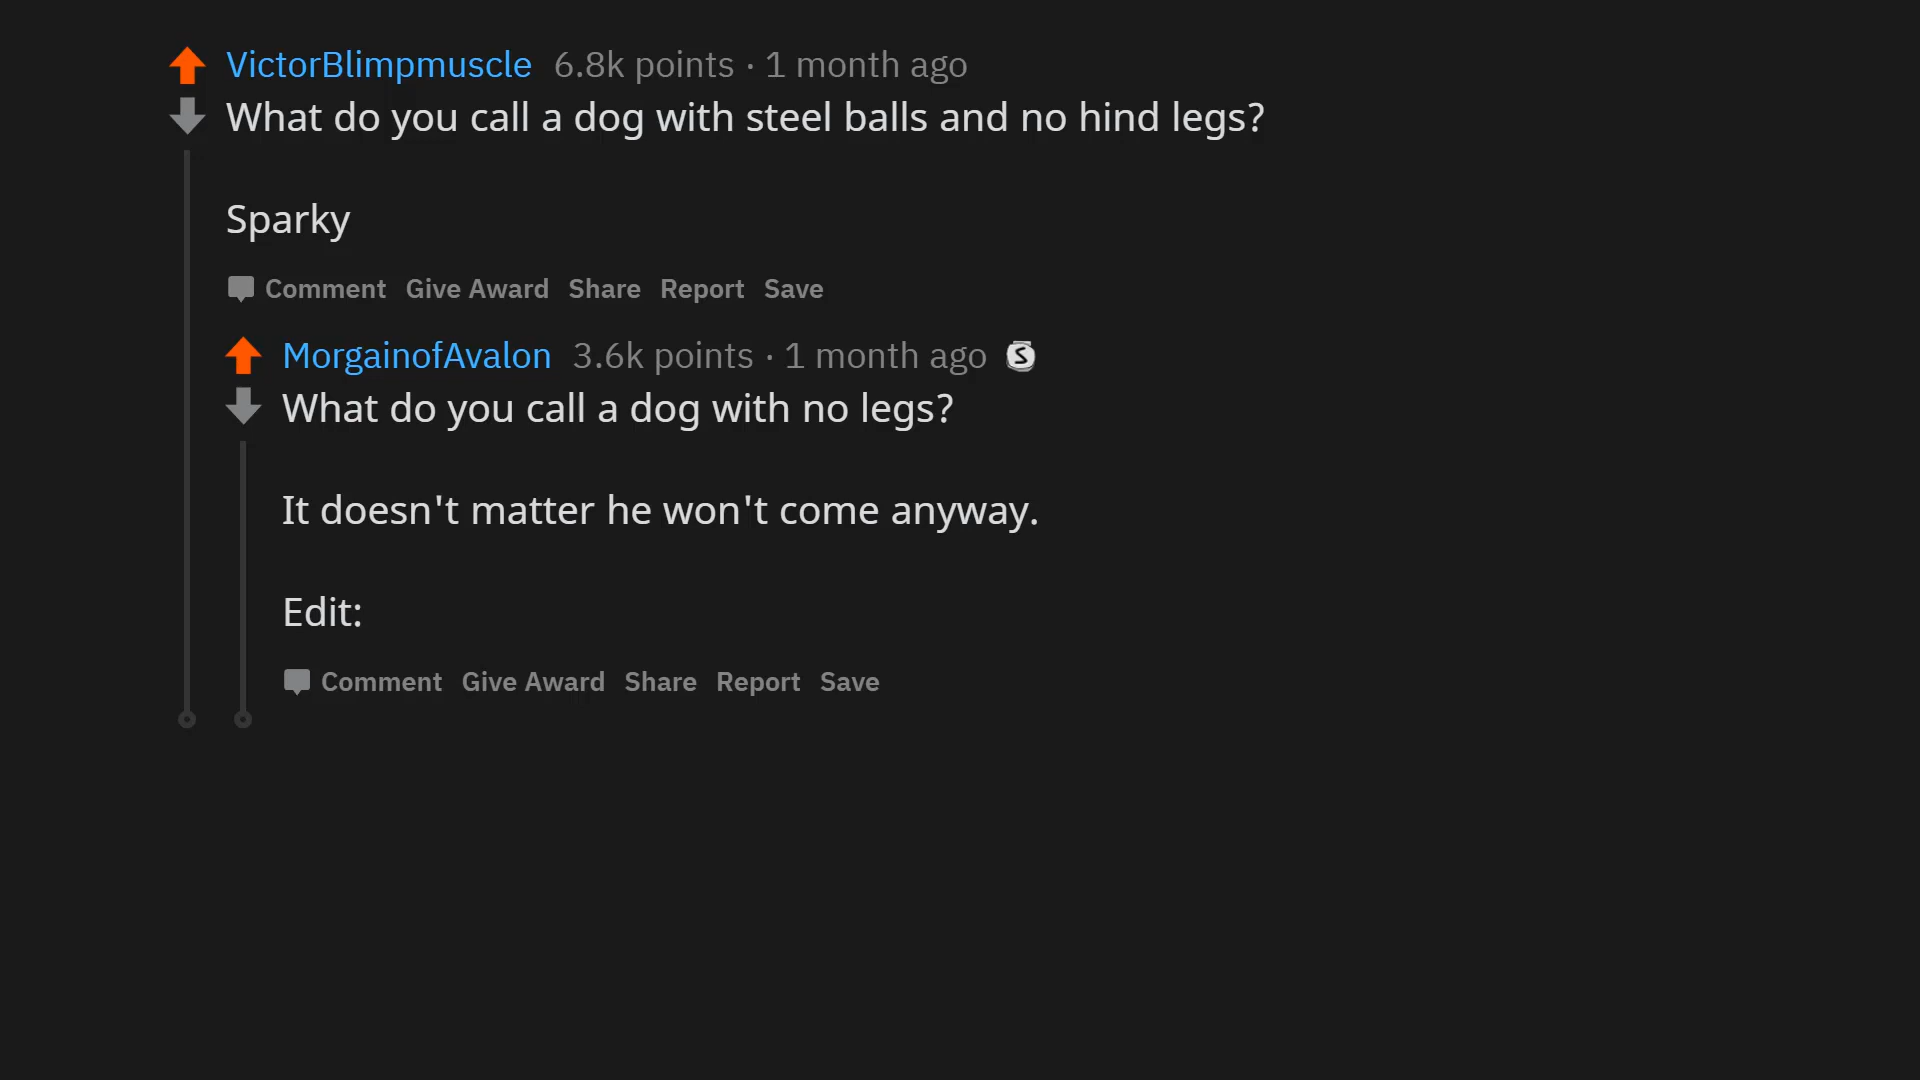 VictorBlimpmuscle 6.8k points · 1 month ago
What do you call a dog with steel balls and no hind legs?
Sparky
Comment Give Award Share Report Save
MorgainofAvalon 3.6k points · 1 month ago S
What do you call a dog with no legs?
It doesn't matter he won't come anyway.
Edit:
Comment Give Award Share Report Save